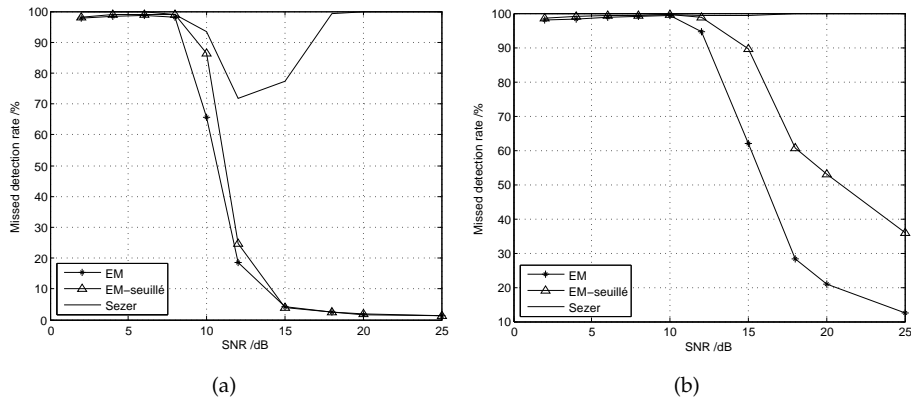 100
90
80
70
60
50
40
30
20
10
0
Missed detection rate /%
EM
EM−seuillé
Sezer
0 5 10 15 20 25
SNR /dB
(a)
100
90
80
70
60
50
40
30
20
10
Missed detection rate /%
EM
EM−seuillé
Sezer
0 5 10 15 20 25
SNR /dB
(b)